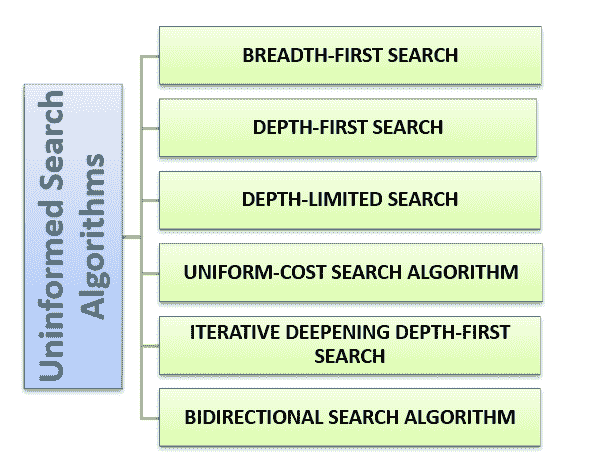 Uninformed Search
Algorithms
BREADTH-FIRST SEARCH
DEPTH-FIRST SEARCH
DEPTH-LIMITED SEARCH
UNIFORM-COST SEARCH ALGORITHM
ITERATIVE DEEPENING DEPTH-FIRST
SEARCH
BIDIRECTIONAL SEARCH ALGORITHM